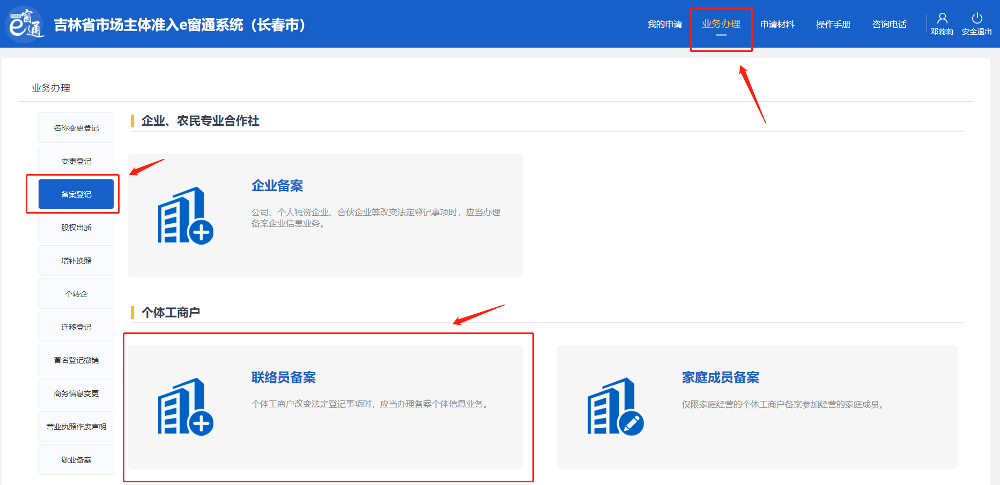 吉林省
窗
e通
吉林省市场主体准入e窗通系统（长春市）
我的申请
业务办理
申请材料
操作手册
咨询电话
邓莉莉
安全退出
业务办理
名称变更登记
变更登记
备案登记
股权出质
增补换照
个转企
迁移登记
冒名登记撤销
商务信息变更
营业执照作废声明
歇业备案
企业、农民专业合作社
企业备案
公司、个人独资企业、合伙企业等改变法定登记事项时，应当办理
备案企业信息业务。
个体工商户
联络员备案
个体工商户改变法定登记事项时，应当办理备案个体信息业务。
家庭成员备案
仅限家庭经营的个体工商户备案参加经营的家庭成员。